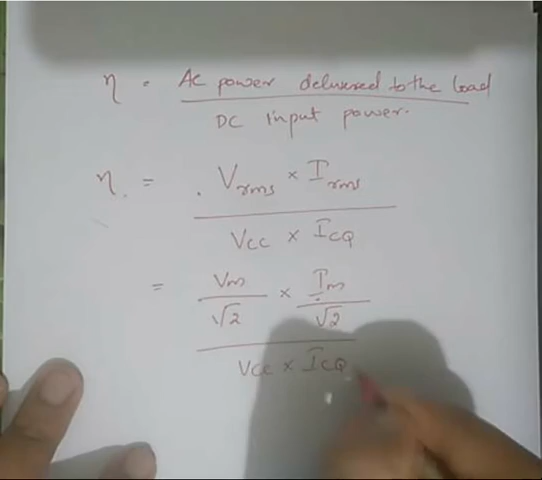 η = AC power delivered to the load
DC input power.
η = Vrms × Irms
VCC × ICQ
= Vm/√2 × Im/√2
VCC × ICQ